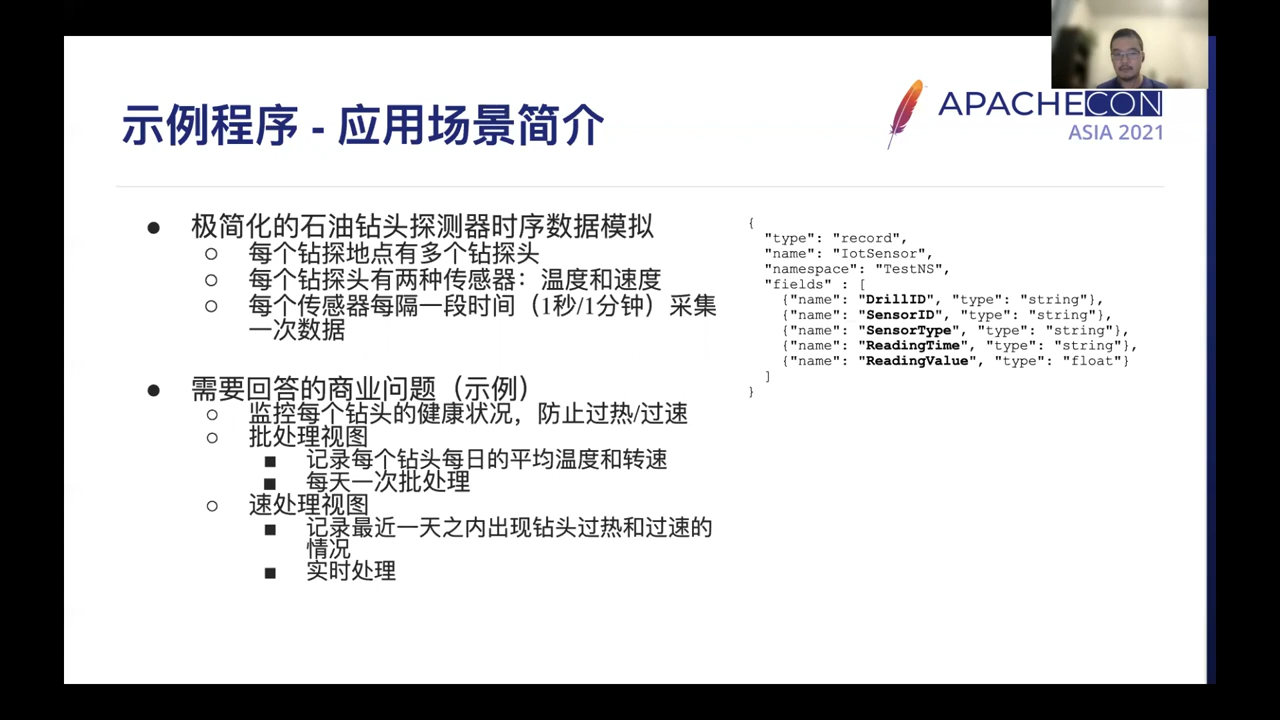 示例程序 - 应用场景简介
APACHECON
ASIA 2021
● 极简化的石油钻头探测器时序数据模拟
○ 每个钻探地点有多个钻探头
○ 每个钻探头有两种传感器：温度和速度
○ 每个传感器每隔一段时间（1秒/1分钟）采集
一次数据
● 需要回答的商业问题（示例）
○ 监控每个钻头的健康状况，防止过热/过速
○ 批处理视图
■ 记录每个钻头每日的平均温度和转速
■ 每天一次批处理
○ 速处理视图
■ 记录最近一天之内出现钻头过热和过速的
情况
■ 实时处理
{
"type": "record",
"name": "IotSensor",
"namespace": "TestNS",
"fields" : [
{"name": "DrillID", "type": "string"},
{"name": "SensorID", "type": "string"},
{"name": "SensorType", "type": "string"},
{"name": "ReadingTime", "type": "string"},
{"name": "ReadingValue", "type": "float"}
]
}